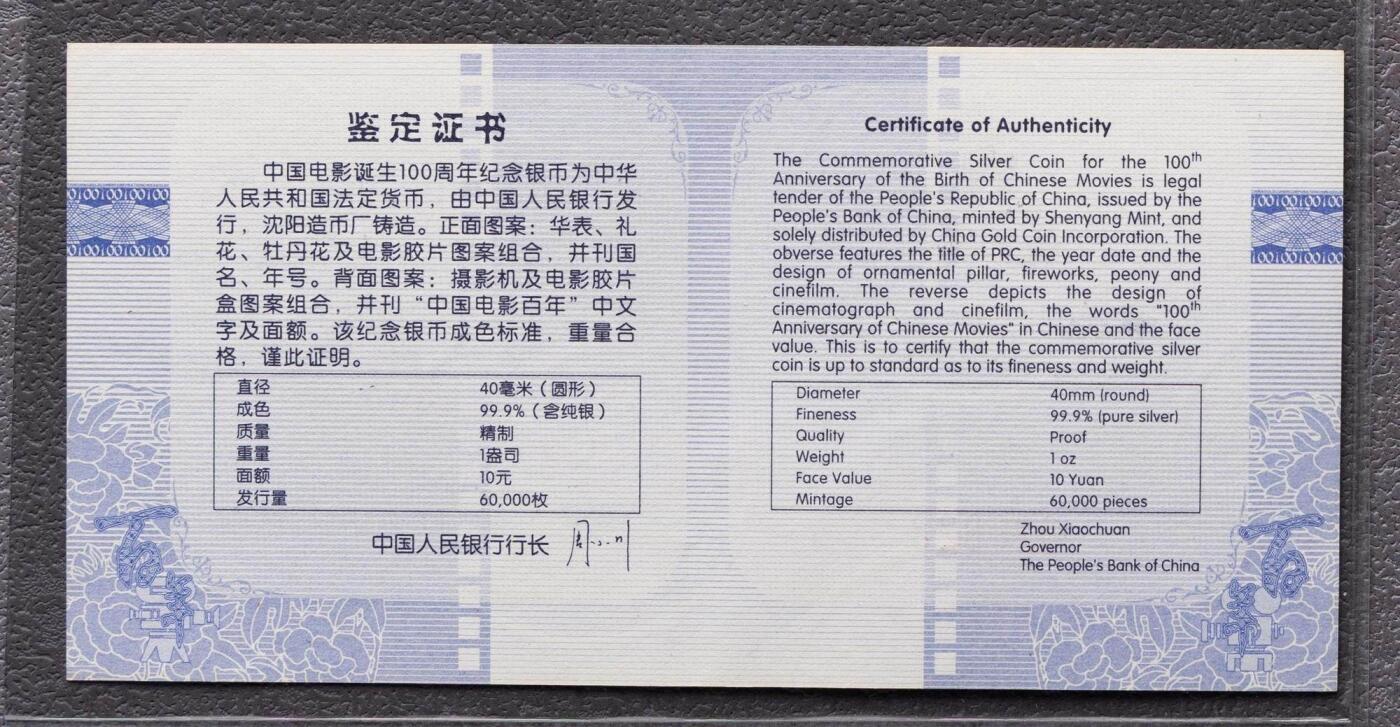 鉴定证书
中国电影诞生100周年纪念银币为中华
人民共和国法定货币，由中国人民银行发
行，沈阳造币厂铸造。正面图案：华表、礼
花、牡丹花及电影胶片图案组合，并刊国
名、年号。背面图案：摄影机及电影胶片
盒图案组合，并刊“中国电影百年”中文
字及面额。该纪念银币成色标准，重量合
格，谨此证明。
直径 40毫米（圆形）
成色 99.9%（含纯银）
质量 精制
重量 1盎司
面额 10元
发行量 60,000枚
中国人民银行行长
Certificate of Authenticity
The Commemorative Silver Coin for the 100th
Anniversary of the Birth of Chinese Movies is legal
tender of the People's Republic of China, issued by the
People's Bank of China, minted by Shenyang Mint, and
solely distributed by China Gold Coin Incorporation. The
obverse features the title of PRC, the year date and the
design of ornamental pillar, fireworks, peony and
cinefilm. The reverse depicts the design of
cinematograph and cinefilm, the words "100th
Anniversary of Chinese Movies" in Chinese and the face
value. This is to certify that the commemorative silver
coin is up to standard as to its fineness and weight.
Diameter 40mm (round)
Fineness 99.9% (pure silver)
Quality Proof
Weight 1 oz
Face Value 10 Yuan
Mintage 60,000 pieces
Zhou Xiaochuan
Governor
The People's Bank of China